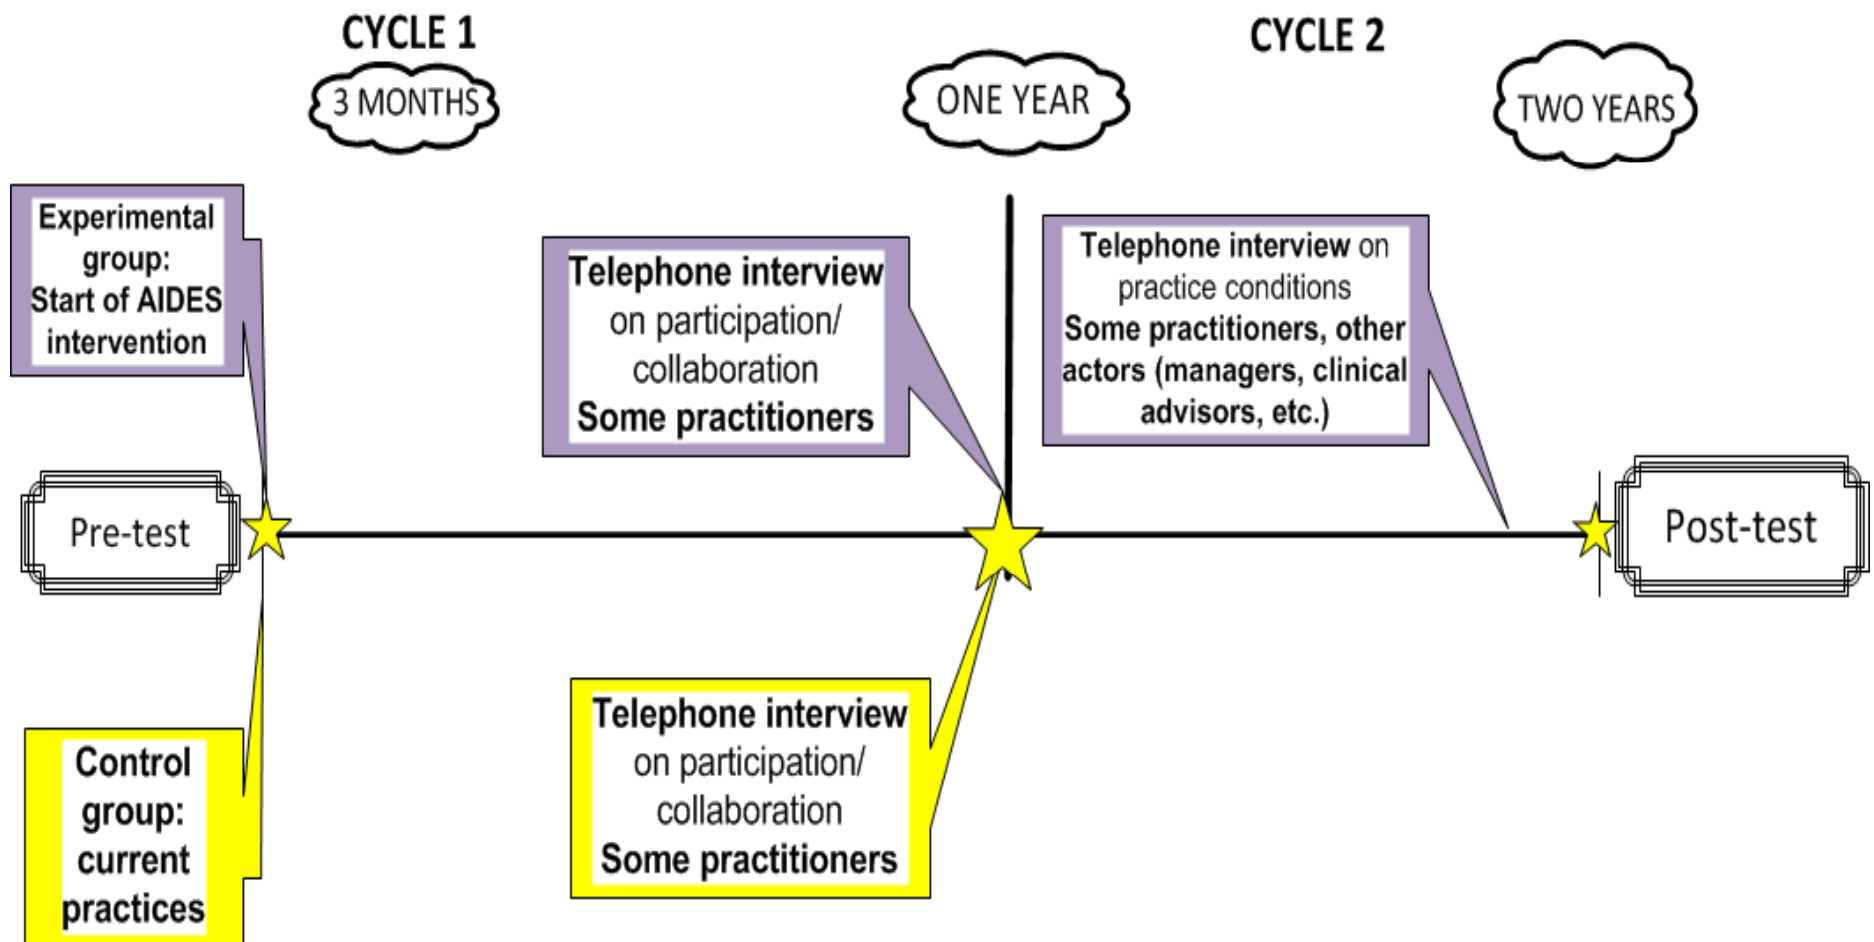 CYCLE 1
CYCLE 2
3 MONTHS
ONE YEAR
TWO YEARS
Experimental
group:
Start of AIDES
intervention
Telephone interview
on participation/
collaboration
Some practitioners
Telephone interview on
practice conditions
Some practitioners, other
actors (managers, clinical
advisors, etc.)
Pre-test
Post-test
Control
group:
current
practices
Telephone interview
on participation/
collaboration
Some practitioners